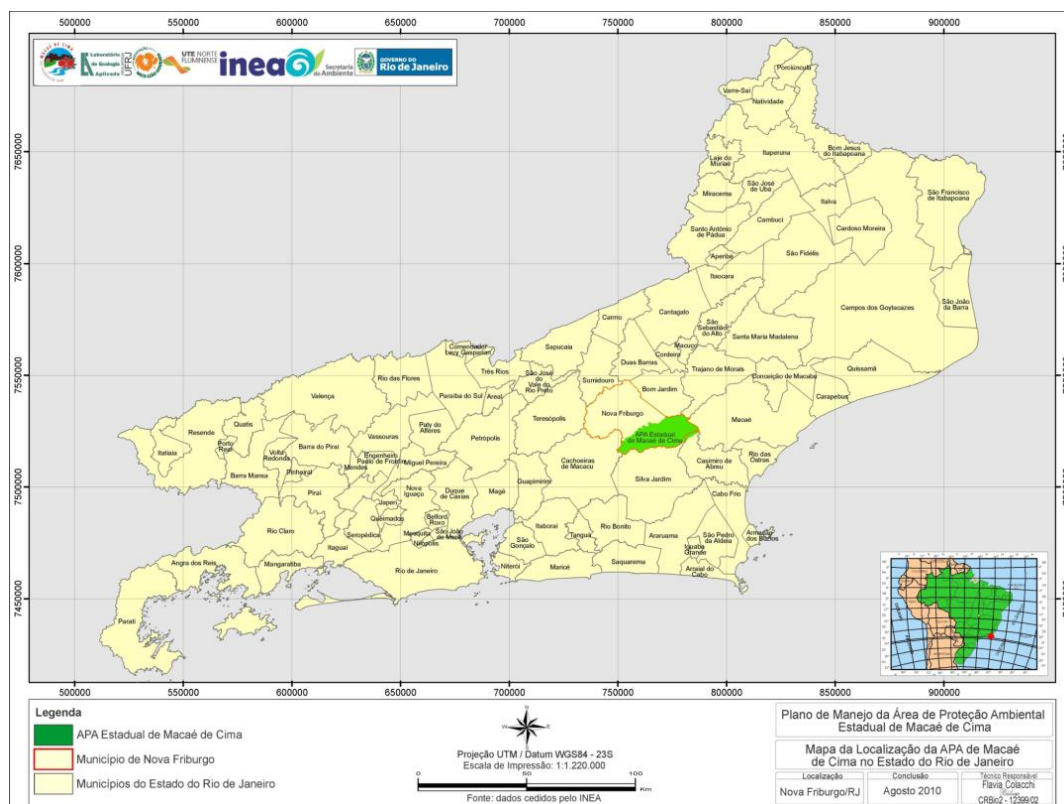 500000 550000 600000 650000 700000 750000 800000 850000 900000
MACAÉ DE CIMA
Laboratório
de Geologia
Aplicada
UFRJ
UTE NORTE
FLUMINENSE
inea
Secretaria
do Ambiente
GOVERNO DO
Rio de Janeiro
7650000
7600000
7550000
7500000
7450000
Porciúncula
Varre-Sai
Natividade
Itaperuna
Bom Jesus
do Itabapoana
Laje do
Muriaé
São José
de Ubá
Miracema
Italva
São Francisco
de Itabapoana
Cambuci
Cardoso Moreira
Santo Antônio
de Pádua
São Fidélis
Aperibé
Itaocara
Campos dos Goytacazes
São João
da Barra
Cantagalo
Carmo
São
Sebastião
do Alto
Santa Maria Madalena
Macuco
Cordeiro
Comendador
Levy Gasparian
Sapucaia
Duas Barras
Trajano de Morais
Quissamã
Conceição de Macabu
Três Rios
São José
do
Vale do
Rio Preto
Sumidouro
Bom Jardim
Carapebus
Rio das Flores
Paraíba do Sul
Areal
Valença
Teresópolis
Nova Friburgo
Macaé
APA Estadual
de Macaé de Cima
Resende
Quatis
Porto
Real
Itatiaia
Vassouras
Paty do
Alferes
Petrópolis
Barra do Piraí
Volta
Redonda
Engenheiro
Paulo de Frontin
Mendes
Miguel Pereira
Cachoeiras
de Macacu
Casimiro de
Abreu
Rio das
Ostras
Barra Mansa
Pinheiral
Piraí
Nova
Iguaçu
Duque
de Caxias
Magé
Guapimirim
Silva Jardim
Cabo Frio
Japeri
Queimados
Belford
Roxo
Rio Claro
Seropédica
Mesquita
Nilópolis
São João
de Meriti
Itaboraí
Tanguá
Rio Bonito
Araruama
São Pedro
da Aldeia
Armação
dos Búzios
Itaguaí
São
Gonçalo
Iguaba
Grande
Angra dos Reis
Mangaratiba
Rio de Janeiro
Niterói
Maricá
Saquarema
Arraial do
Cabo
Parati
500000 550000 600000 650000 700000 750000 800000 850000 900000
Legenda
APA Estadual de Macaé de Cima
Município de Nova Friburgo
Municípios do Estado do Rio de Janeiro
N
W E
S
Projeção UTM / Datum WGS84 - 23S
Escala de Impressão: 1:1.220.000
0 50 100
Km
Fonte: dados cedidos pelo INEA
Plano de Manejo da Área de Proteção Ambiental
Estadual de Macaé de Cima
Mapa da Localização da APA de Macaé
de Cima no Estado do Rio de Janeiro
Localização
Nova Friburgo/RJ
Conclusão
Agosto 2010
Técnico Responsável
Flavia Colacchi
CRBio2 - 12399/02